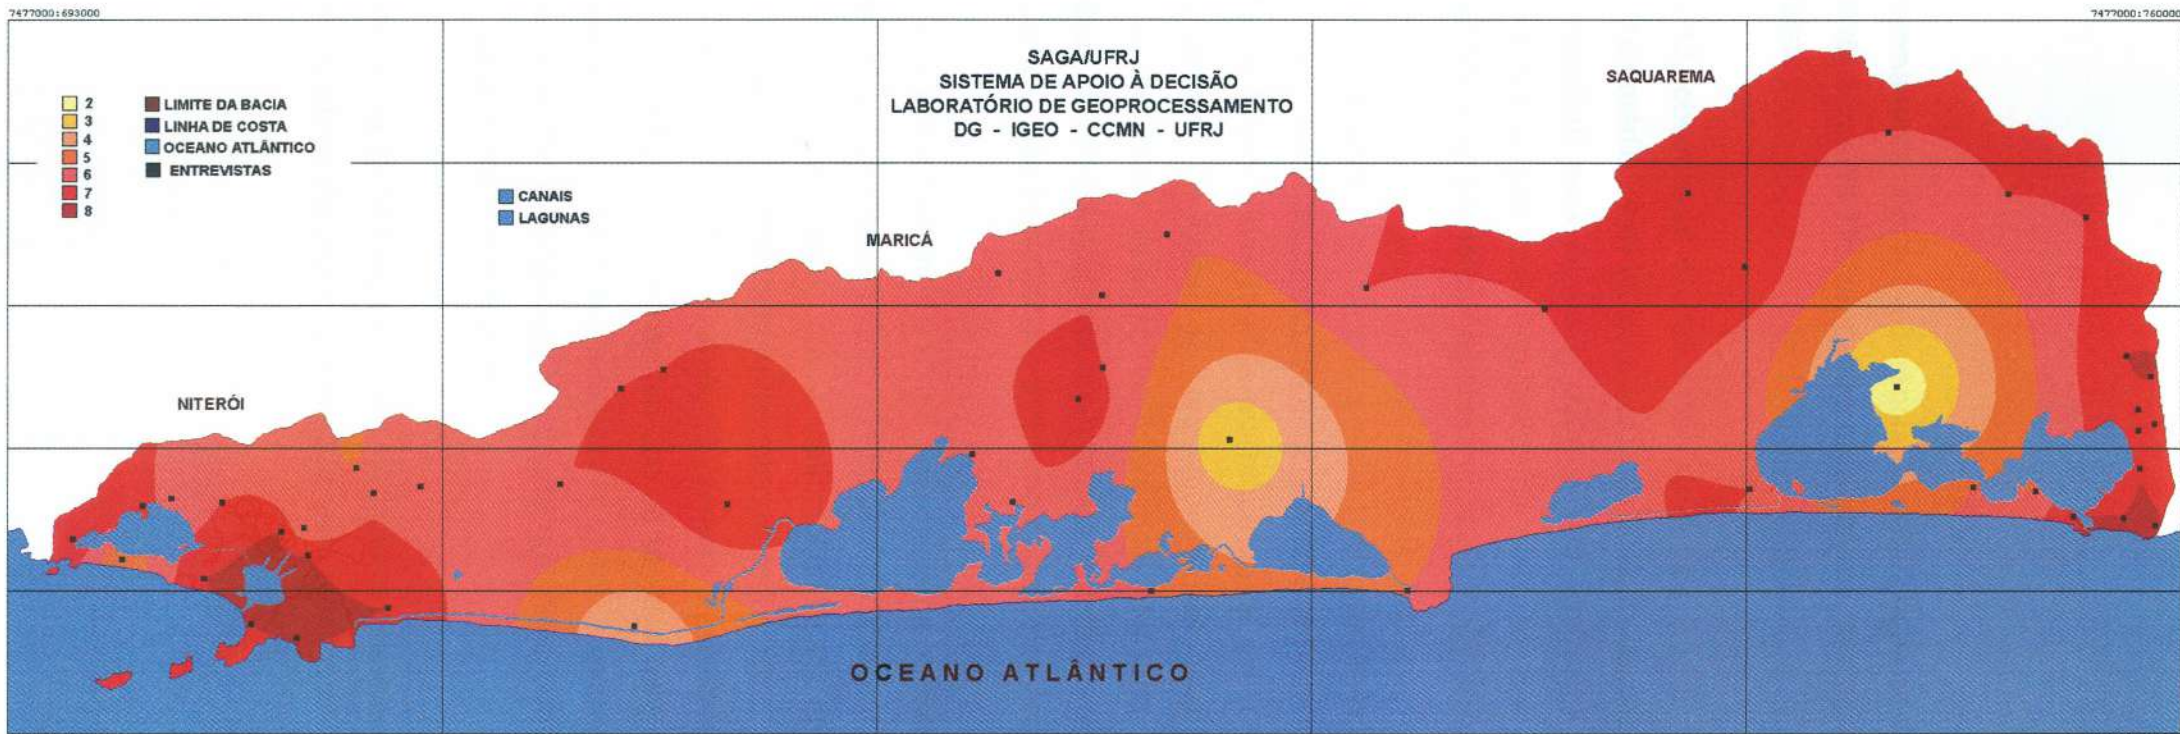 7477000:693000
7477000:760000
SAGA/UFRJ
SISTEMA DE APOIO À DECISÃO
LABORATÓRIO DE GEOPROCESSAMENTO
DG - IGEO - CCMN - UFRJ
SAQUAREMA
2
3
4
5
6
7
8
LIMITE DA BACIA
LINHA DE COSTA
OCEANO ATLÂNTICO
ENTREVISTAS
CANAIS
LAGUNAS
MARICÁ
NITERÓI
OCEANO ATLÂNTICO